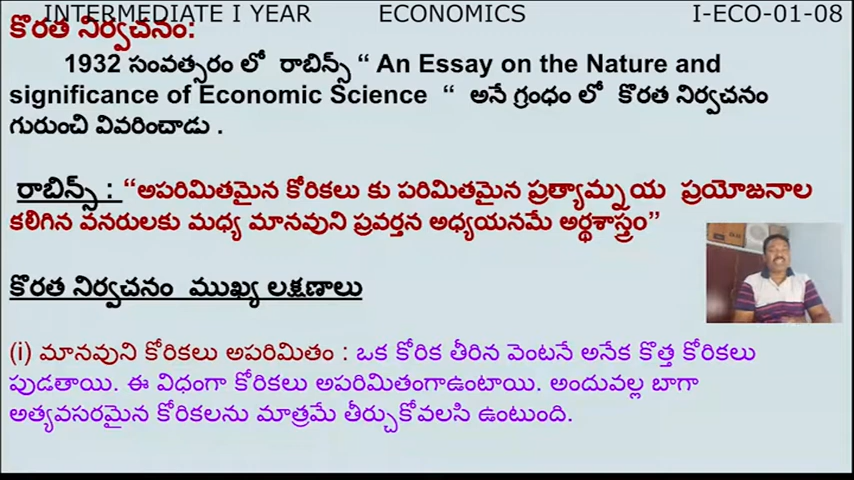 INTERMEDIATE I YEAR ECONOMICS I-ECO-01-08
కొరత నిర్వచనం:
1932 సంవత్సరం లో రాబిన్స్ “ An Essay on the Nature and
significance of Economic Science “ అనే గ్రంధం లో కొరత నిర్వచనం
గురుంచి వివరించాడు .
రాబిన్స్ : “అపరిమితమైన కోరికలు కు పరిమితమైన ప్రత్యామ్నయ ప్రయోజనాల
కలిగిన వనరులకు మధ్య మానవుని ప్రవర్తన అధ్యయనమే అర్థశాస్త్రం”
కొరత నిర్వచనం ముఖ్య లక్షణాలు
(i) మానవుని కోరికలు అపరిమితం : ఒక కోరిక తీరిన వెంటనే అనేక కొత్త కోరికలు
పుడతాయి. ఈ విధంగా కోరికలు అపరిమితంగాఉంటాయి. అందువల్ల బాగా
అత్యవసరమైన కోరికలను మాత్రమే తీర్చుకోవలసి ఉంటుంది.